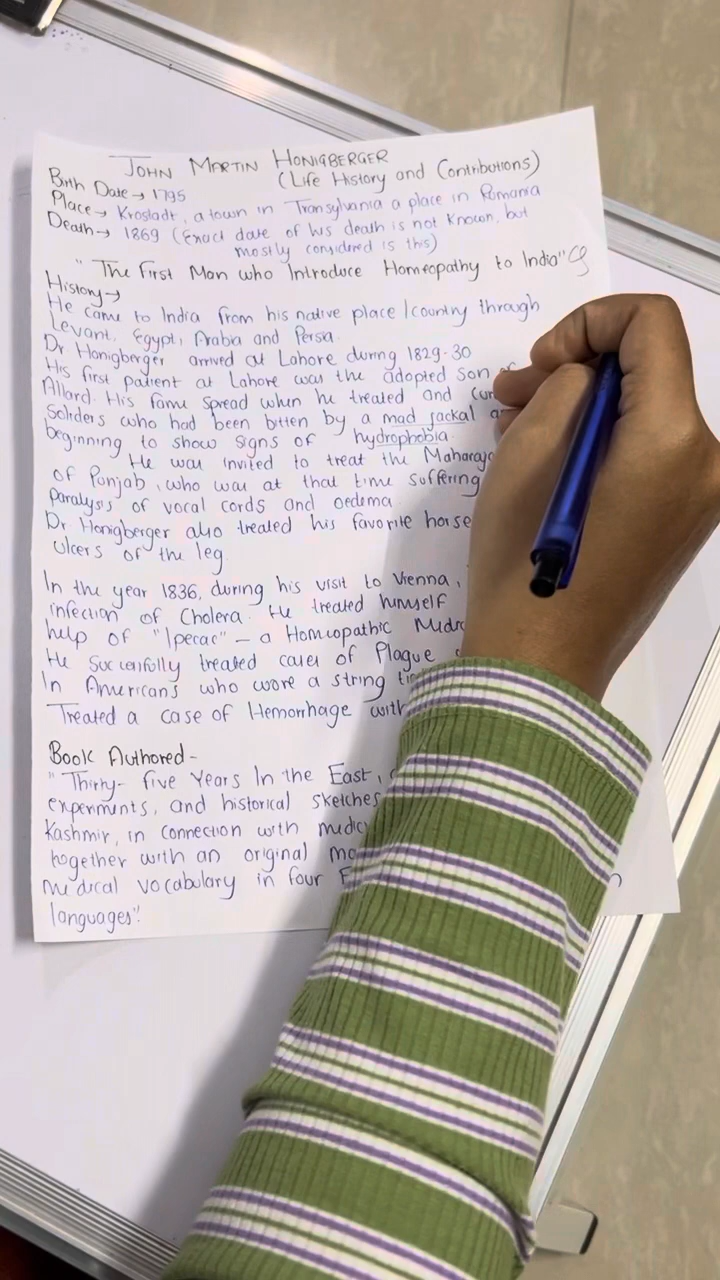 JOHN MARTIN HONIGBERGER
(Life History and Contributions)
Birth Date → 1795
Place → Krostadt, a town in Transylvania a place in Romania
Death → 1869 (Exact date of his death is not known, but
mostly considered is this)
"The First Man who Introduce Homeopathy to India"
History →
He came to India from his native place /country through
Levant, Egypt, Arabia and Persia.
Dr Honigberger arrived at Lahore during 1829-30
His first patient at Lahore was the adopted son of
Allard. His fame spread when he treated and
Soliders who had been bitten by a mad jackal
beginning to show signs of hydrophobia.
He was invited to treat the
of Punjab, who was at that time suffering
paralysis of vocal cords and oedema
Dr Honigberger also treated his favorite horse
Ulcers of the leg
In the year 1836, during his visit to Vienna,
infection of Cholera. He treated himself
help of "Ipecac" - a Homeopathic
He Succenfully treated cases of Plague
In American's who wore a string
Treated a case of Hemorrhage with
Book Authored -
"Thirty- five Years In the East,
experiments, and historical sketches
Kashmir, in connection with
together with an original
medical vocabulary in four
languages"